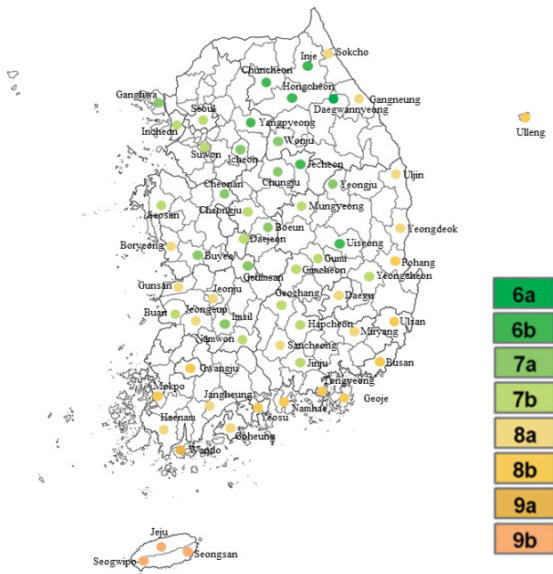 Inje
Sokcho
Chuncheon
Hongcheon
Ganghwa
Daegwannyeong
Gangneung
Seoul
Ulleng
Incheon
Yangpyeong
Wonju
Suwon
Icheon
Jecheon
Chungju
Uljin
Cheonan
Yeongju
Seosan
Cheongju
Mungyeong
Boeun
Yeongdeok
Daejeon
Uiseong
Boryeong
Buyeo
Gumi
Pohang
Geumsan
Gimcheon
Yeongcheon
6a
Gunsan
Jeonju
Geochang
Daegu
Buan
Jeongeup
Imsil
Hapcheon
Ulsan
6b
Miryang
Namwon
Sancheong
7a
Jinju
Busan
Gwangju
Tongyeong
7b
Mokpo
Jangheung
Namhae
Geoje
Yeosu
8a
Haenam
Goheung
Wando
8b
9a
Jeju
Seongsan
Seogwipo
9b